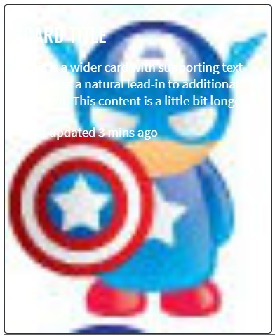 ARD TITLE
a wider card with supporting text
a natural lead-in to additional
This content is a little bit long
updated 3 mins ago